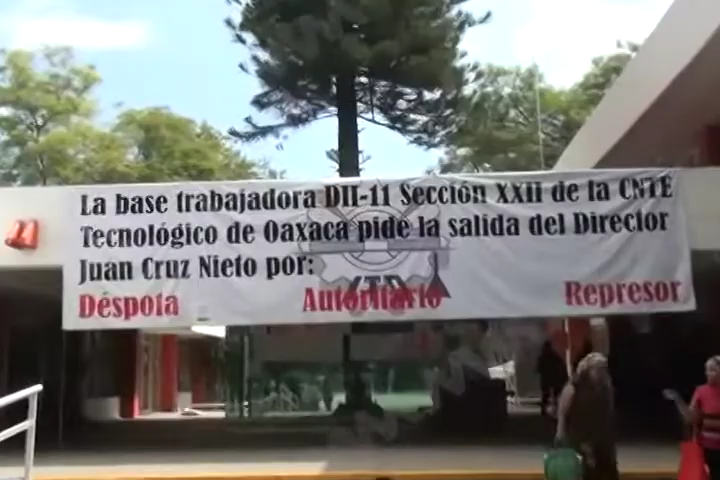 La base trabajadora DII-11 Sección XXII de la CNTE
Tecnológico de Oaxaca pide la salida del Director
Juan Cruz Nieto por:
Déspota Autoritario Represor
ITO